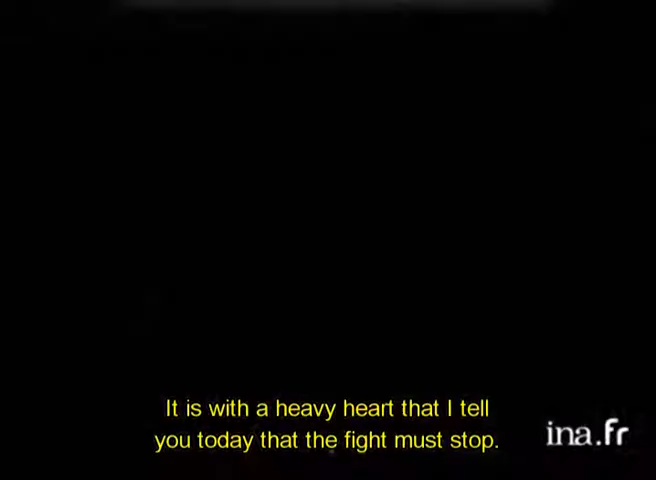 It is with a heavy heart that I tell
you today that the fight must stop.
ina.fr